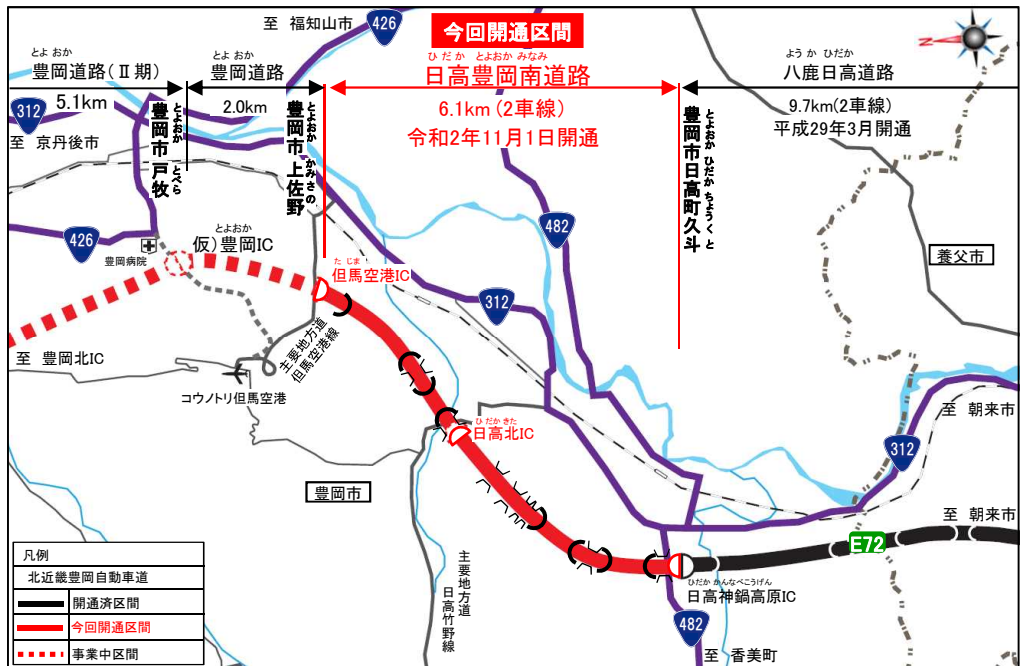 至 福知山市
426
今回開通区間
とよ おか
豊岡道路(Ⅱ期)
とよ おか
豊岡道路
ひ だか とよおか みなみ
日高豊岡南道路
よう か ひだか
八鹿日高道路
5.1km
2.0km
6.1km(2車線)
9.7km(2車線)
令和2年11月1日開通
平成29年3月開通
312
至 京丹後市
豊岡市 戸牧
とよおか とべら
豊岡市 上佐野
とよおか かみさの
豊岡市日高町久斗
とよおか ひだか ちょうくと
426
482
養父市
豊岡病院
とよおか
仮)豊岡IC
た じま
但馬空港IC
312
至 豊岡北IC
主要地方道
但馬空港線
コウノトリ但馬空港
ひ だか きた
日高北IC
至 朝来市
312
豊岡市
至 朝来市
E72
主要地方道
日高竹野線
ひだか かんなべこうげん
日高神鍋高原IC
482
至 香美町
凡例
北近畿豊岡自動車道
開通済区間
今回開通区間
事業中区間
N